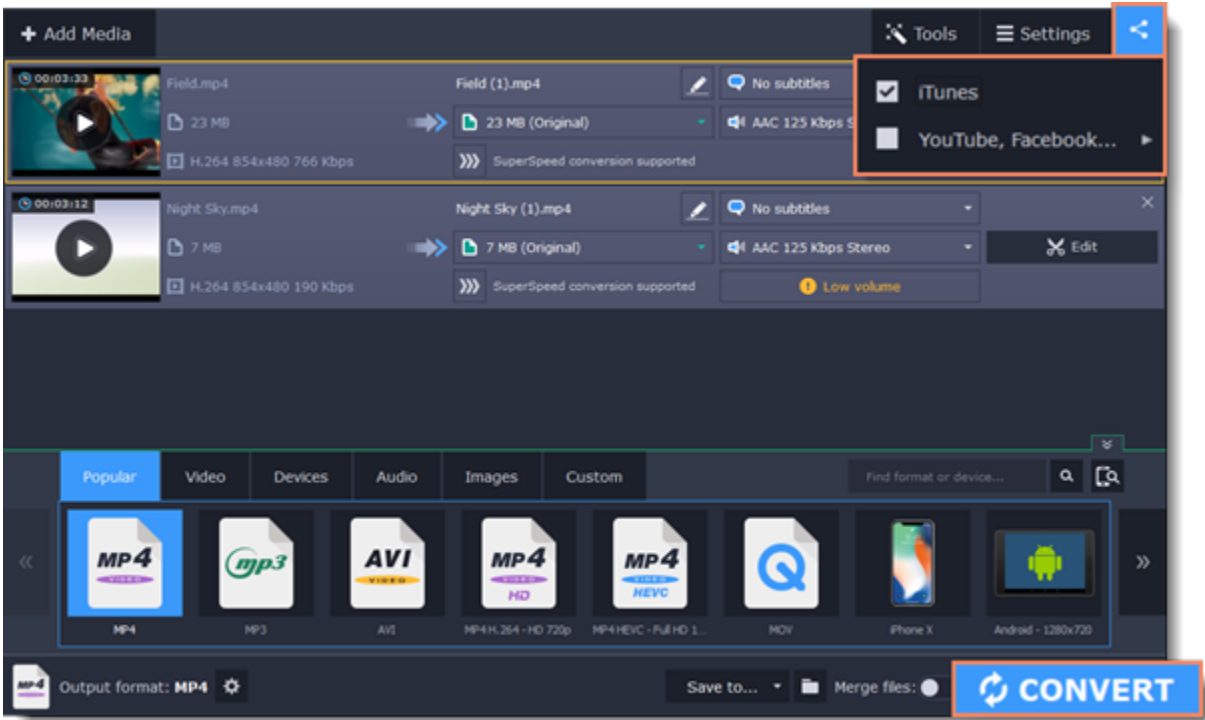 Add Media
Tools
Settings
iTunes
YouTube, Facebook...
00:03:33
Field.mp4
Field (1).mp4
No subtitles
23 MB
23 MB (Original)
AAC 125 Kbps S
H.264 854x480 766 Kbps
SuperSpeed conversion supported
00:03:12
Night Sky.mp4
Night Sky (1).mp4
No subtitles
7 MB
7 MB (Original)
AAC 125 Kbps Stereo
Edit
H.264 854x480 190 Kbps
SuperSpeed conversion supported
Low volume
Popular
Video
Devices
Audio
Images
Custom
Find format or device...
MP4 VIDEO
mp3
AVI VIDEO
MP4 VIDEO HD
MP4 VIDEO HEVC
MP4
MP3
AVI
MP4 H.264 - HD 720p
MP4 HEVC - Full HD 1...
MOV
iPhone X
Android - 1280x720
MP4
Output format: MP4
Save to...
Merge files:
CONVERT